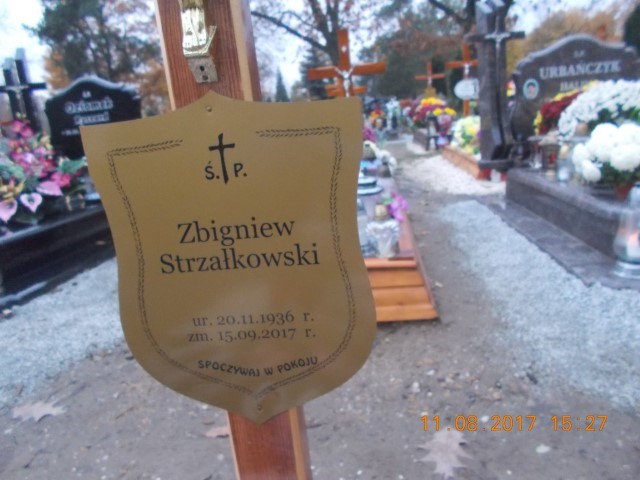 Ś. P.
Zbigniew
Strzałkowski
ur. 20.11.1936 r.
zm. 15.09.2017 r.
SPOCZYWAJ W POKOJU
URBAŃCZYK
11.08.2017 15:27